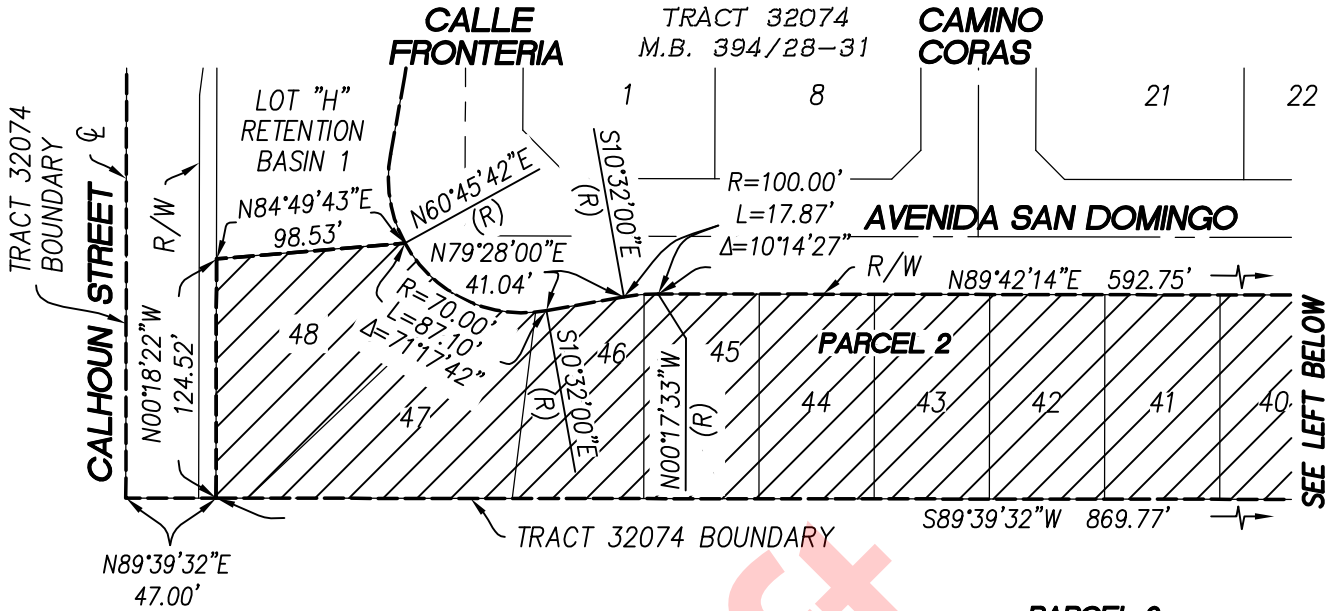 CALLE
FRONTERIA
TRACT 32074
M.B. 394/28-31
CAMINO
CORAS
TRACT 32074
BOUNDARY
CALHOUN STREET
℄
R/W
LOT "H"
RETENTION
BASIN 1
1
8
21
22
N84°49'43"E
98.53'
N60°45'42"E
(R)
S10°32'00"E
(R)
R=100.00'
L=17.87'
Δ=10°14'27"
AVENIDA SAN DOMINGO
N79°28'00"E
41.04'
R/W
N89°42'14"E 592.75'
N00°18'22"W
124.52'
R=70.00'
L=87.10'
Δ=71°17'42"
S10°32'00"E
(R)
N00°17'33"W
(R)
PARCEL 2
48
47
46
45
44
43
42
41
40
SEE LEFT BELOW
S89°39'32"W 869.77'
TRACT 32074 BOUNDARY
N89°39'32"E
47.00'